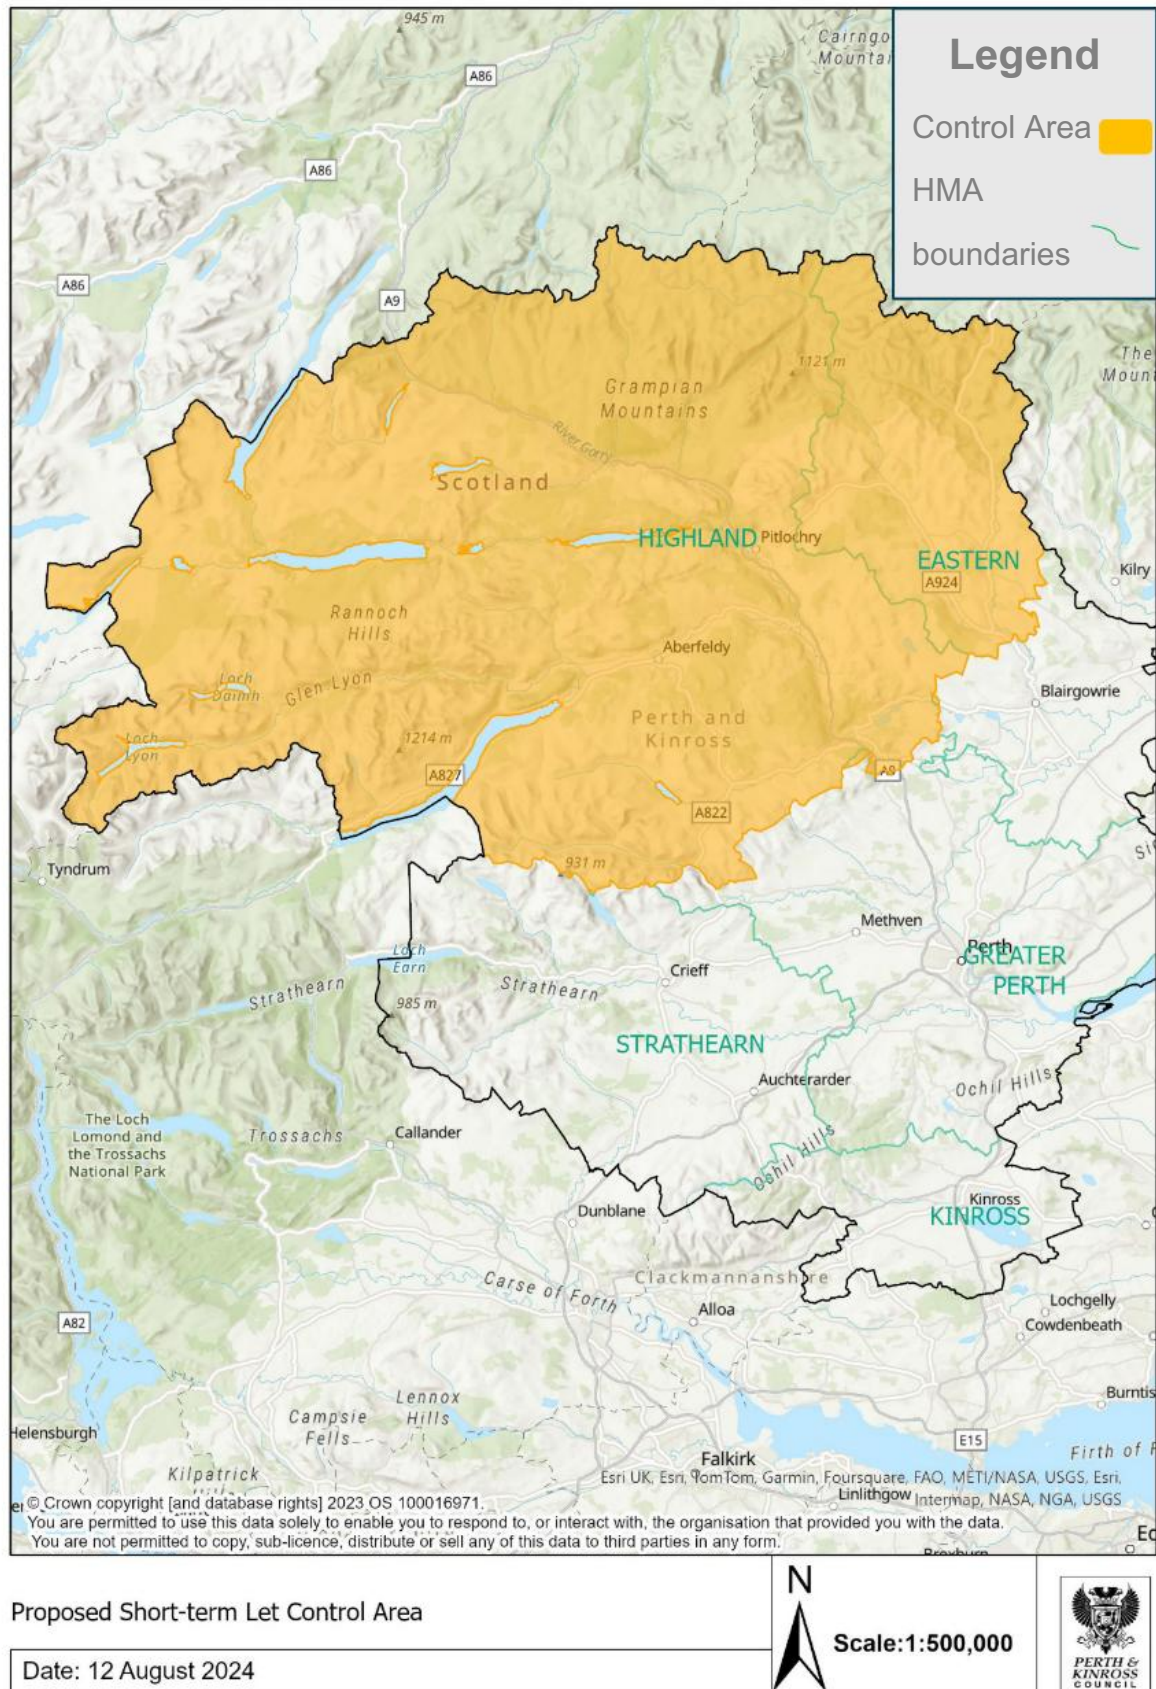 945 m
Cairngo
Mountai
Legend
A86
Control Area
A86
HMA
boundaries
A86
A9
The
Mount
1121 m
Grampian
Mountains
River Garry
Scotland
HIGHLAND
Pitlochry
EASTERN
A924
Kilry
Rannoch
Hills
Aberfeldy
Loch
Daimh
Glen Lyon
Blairgowrie
Perth and
Kinross
1214 m
Loch
Lyon
A827
A9
A822
Tyndrum
931 m
Methven
Perth
GREATER
PERTH
Loch
Earn
Crieff
Strathearn
Strathearn
985 m
STRATHEARN
Auchterarder
Ochil Hills
The Loch
Lomond and
the Trossachs
National Park
Trossachs
Callander
Ochil Hills
Kinross
KINROSS
Dunblane
Clackmannanshire
Carse of Forth
Alloa
Lochgelly
Cowdenbeath
A82
Lennox
Hills
Burntis
Campsie
Fells
Helensburgh
E15
Firth of F
Falkirk
Kilpatrick
Esri UK, Esri, TomTom, Garmin, Foursquare, FAO, METI/NASA, USGS, Esri,
Linlithgow
Intermap, NASA, NGA, USGS
© Crown copyright [and database rights] 2023 OS 100016971.
You are permitted to use this data solely to enable you to respond to, or interact with, the organisation that provided you with the data.
You are not permitted to copy, sub-licence, distribute or sell any of this data to third parties in any form.
Proposed Short-term Let Control Area
Date: 12 August 2024
N
Scale:1:500,000
PERTH &
KINROSS
COUNCIL